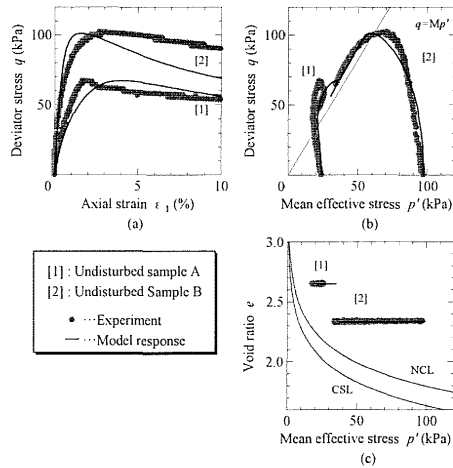 100
50
0
Deviator stress q (kPa)
[2]
[1]
0 5 10
Axial strain ε₁ (%)
(a)
100
50
0
Deviator stress q (kPa)
q=Mp'
[1]
[2]
0 50 100
Mean effective stress p' (kPa)
(b)
[1] : Undisturbed sample A
[2] : Undisturbed Sample B
● ···Experiment
— ···Model response
3.0
2.5
2.0
Void ratio e
[1]
[2]
NCL
CSL
0 50 100
Mean effective stress p' (kPa)
(c)